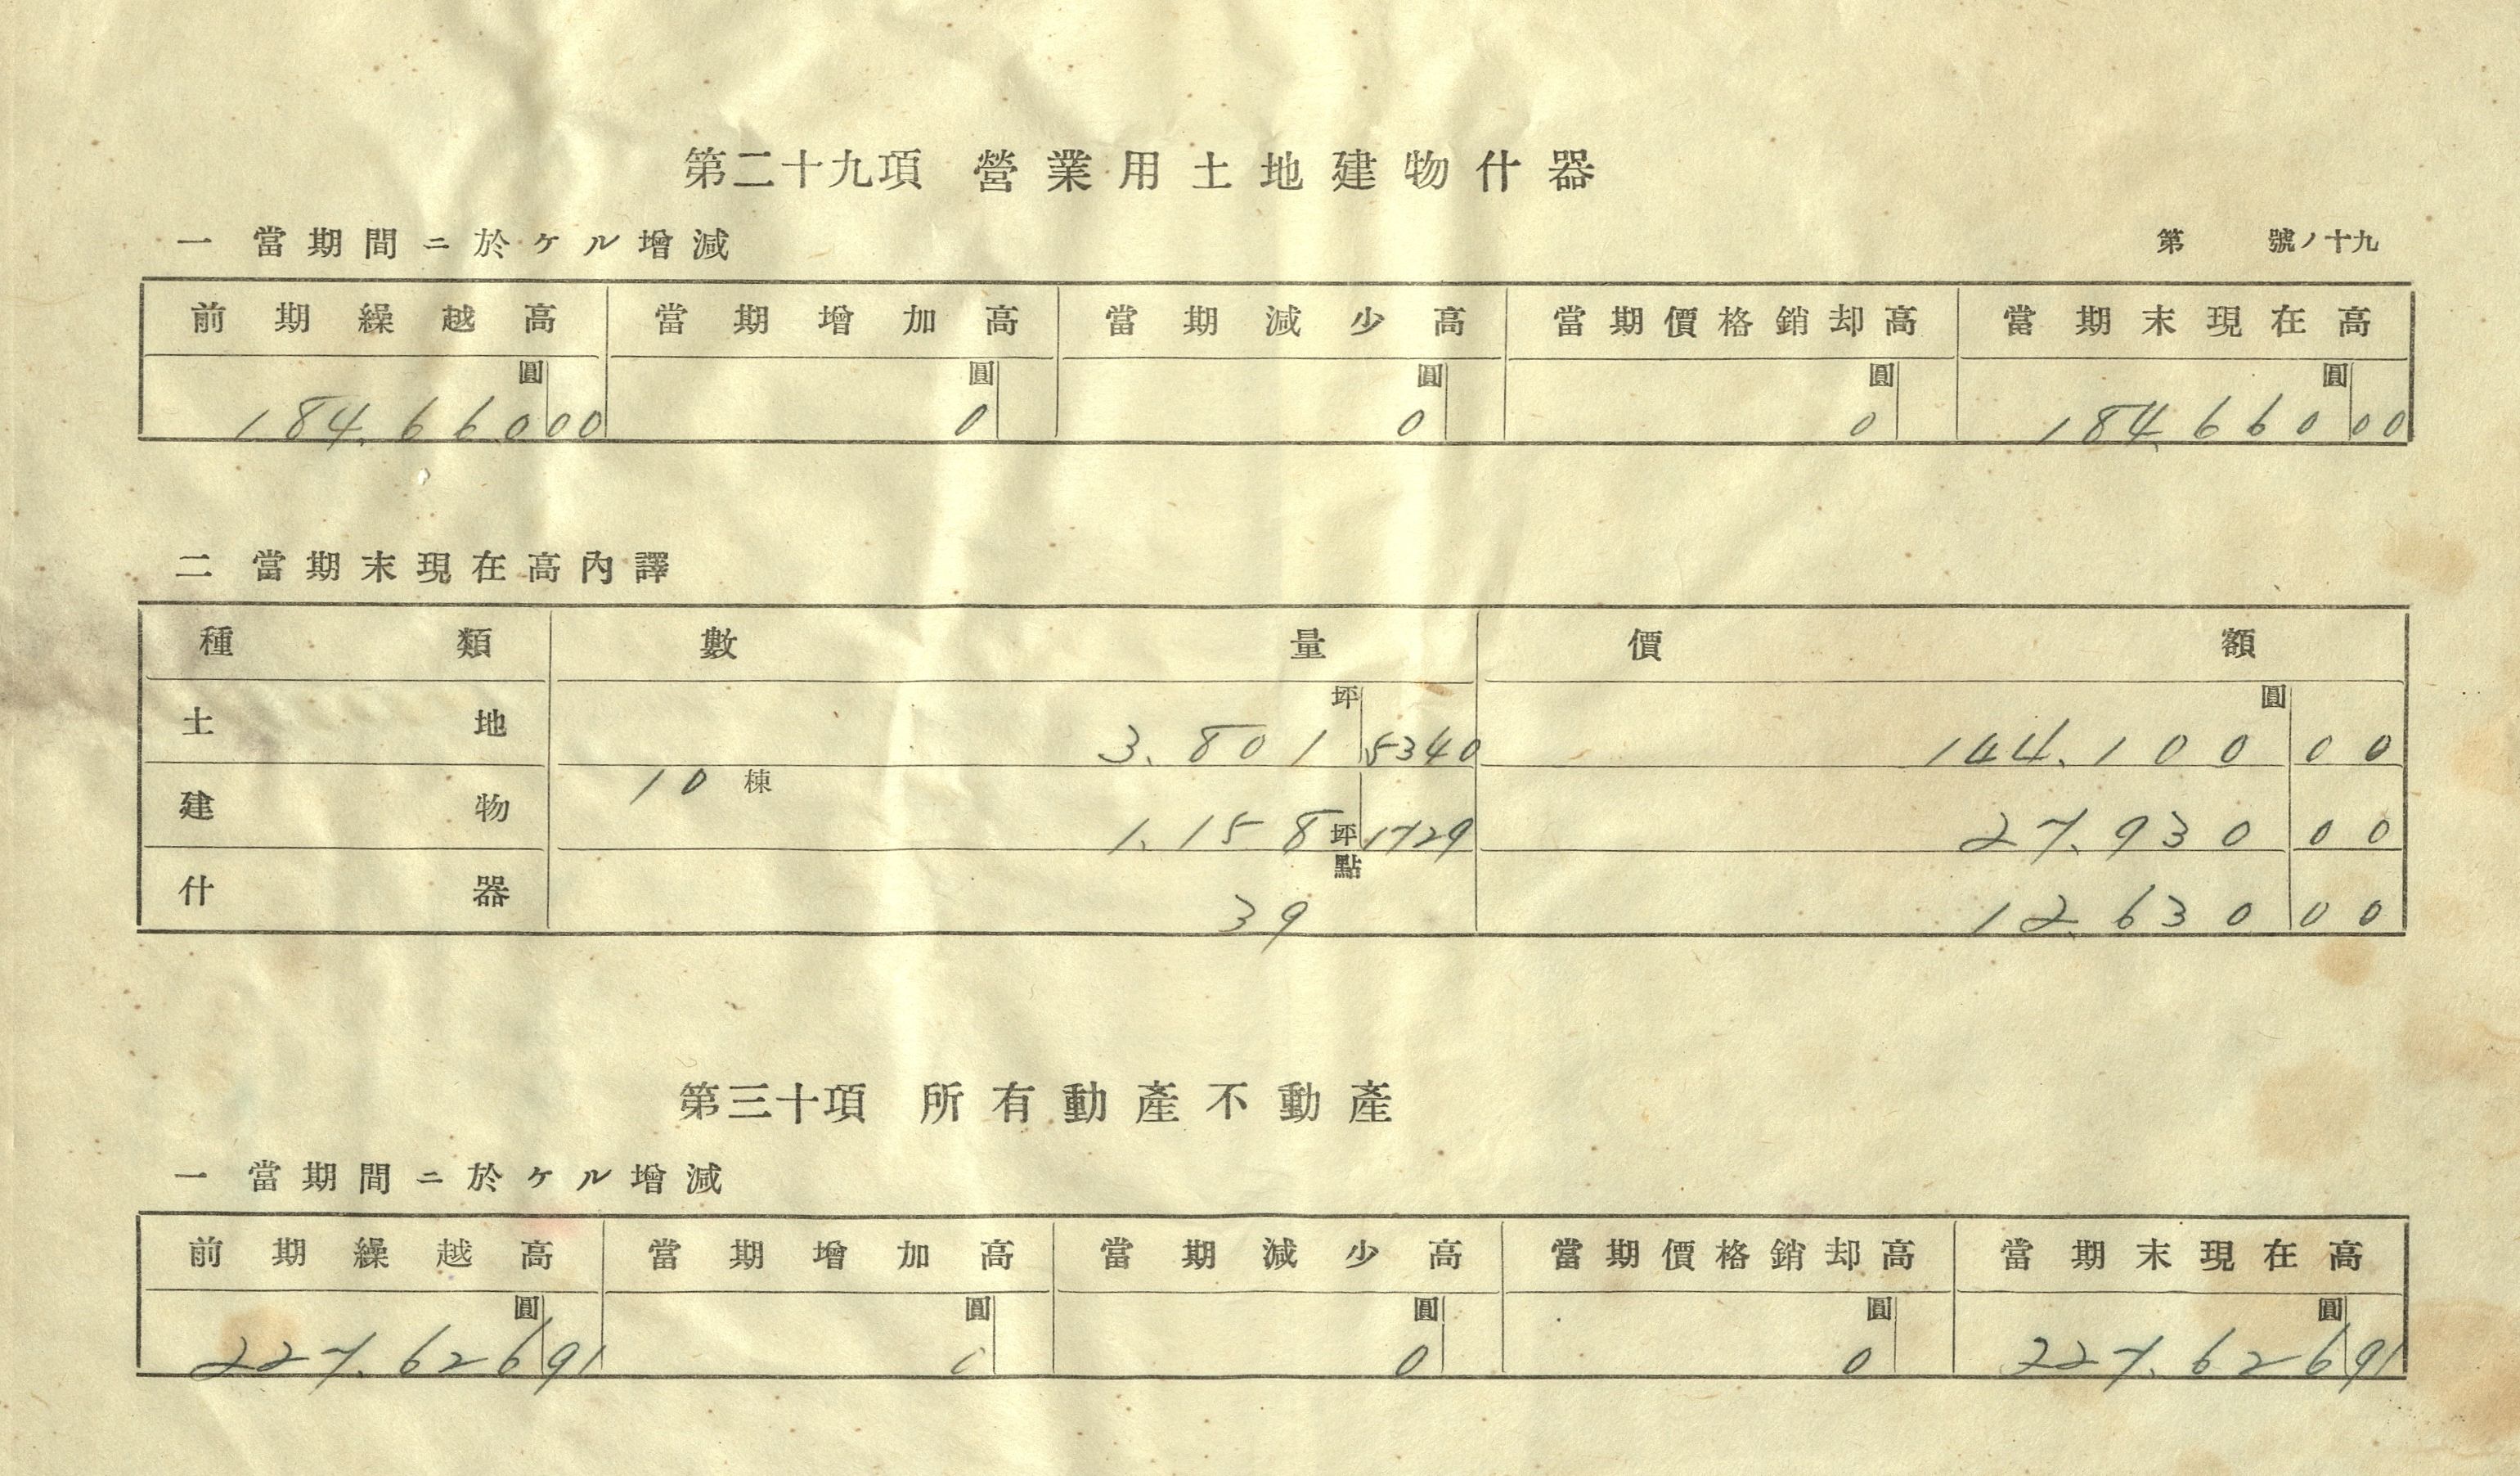 第二十九項 營業用土地建物什器
一 當期間ニ於ケル增減 第 號ノ十九
前期繰越高 當期增加高 當期減少高 當期價格銷却高 當期末現在高
圓 圓 圓 圓 圓
184,660 00 0 0 0 184,660 00
二 當期末現在高內譯
種類 數量 價額
坪 圓
土地 3,801 5340 144,100 00
10 棟
建物 1,158 坪 1729 27,930 00
點
什器 39 12,630 00
第三十項 所有動產不動產
一 當期間ニ於ケル增減
前期繰越高 當期增加高 當期減少高 當期價格銷却高 當期末現在高
圓 圓 圓 圓 圓
227,626 91 0 0 0 227,626 91